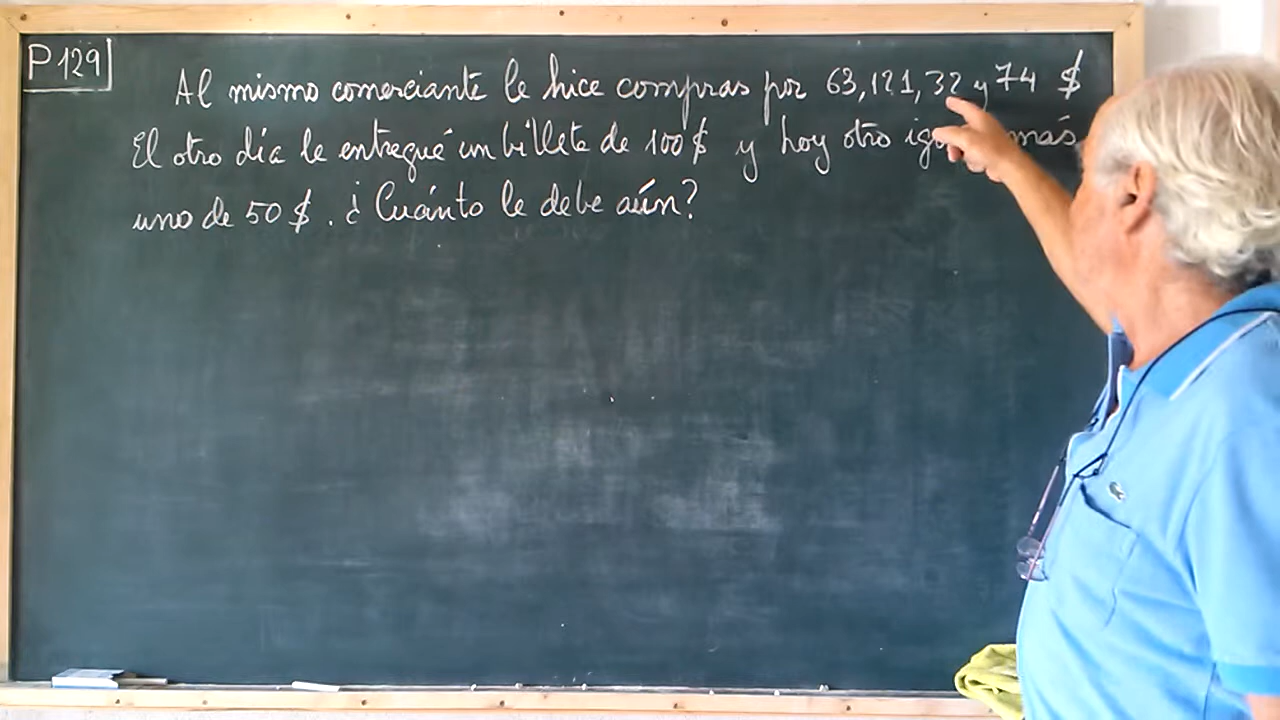 P129
Al mismo comerciante le hice compras por 63,121,32 y 74 $
El otro día le entregué un billete de 100$ y hoy otro más
uno de 50 $. ¿Cuánto le debe aún?